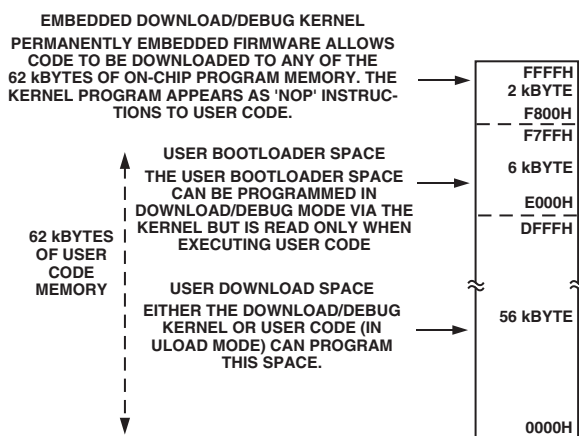 EMBEDDED DOWNLOAD/DEBUG KERNEL
PERMANENTLY EMBEDDED FIRMWARE ALLOWS
CODE TO BE DOWNLOADED TO ANY OF THE
62 kBYTES OF ON-CHIP PROGRAM MEMORY. THE
KERNEL PROGRAM APPEARS AS 'NOP' INSTRUC-
TIONS TO USER CODE.
FFFFH
2 kBYTE
F800H
F7FFH
USER BOOTLOADER SPACE
THE USER BOOTLOADER SPACE
CAN BE PROGRAMMED IN
DOWNLOAD/DEBUG MODE VIA THE
KERNEL BUT IS READ ONLY WHEN
EXECUTING USER CODE
6 kBYTE
E000H
DFFFH
62 kBYTES
OF USER
CODE
MEMORY
USER DOWNLOAD SPACE
EITHER THE DOWNLOAD/DEBUG
KERNEL OR USER CODE (IN
ULOAD MODE) CAN PROGRAM
THIS SPACE.
56 kBYTE
0000H